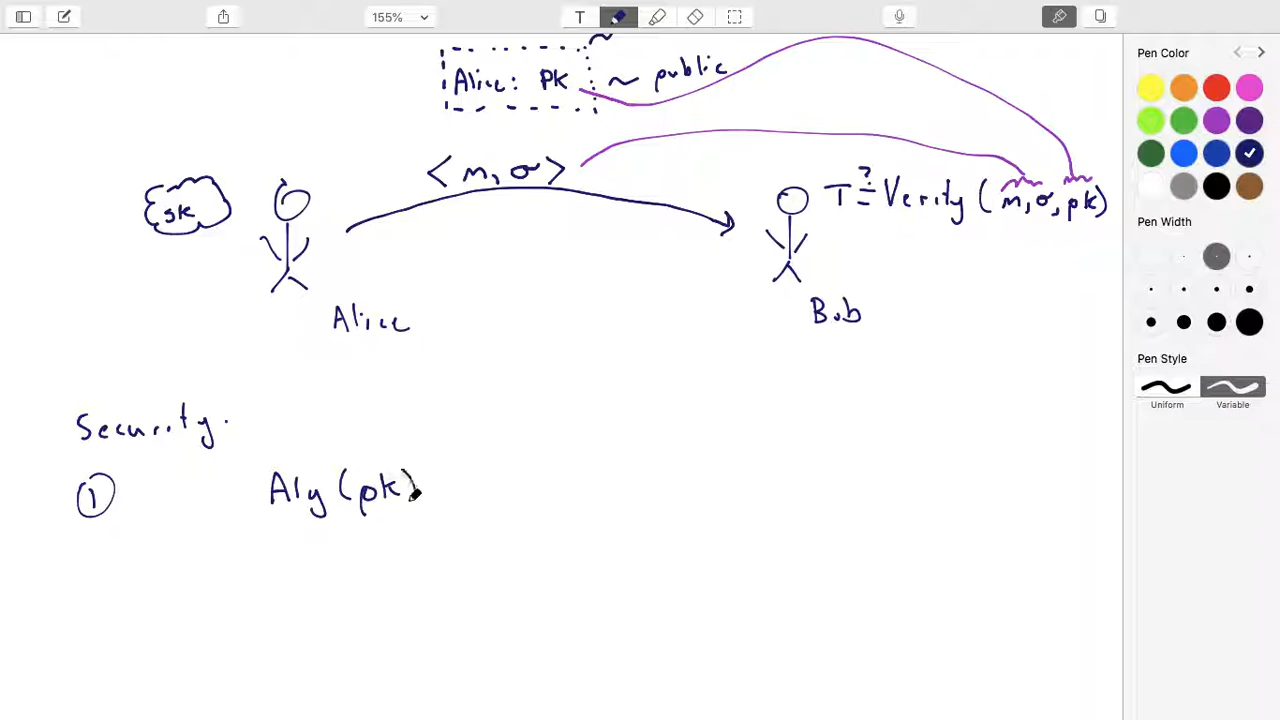 155%
T
Pen Color
Alice: PK ~ public
< m, σ >
sk
T ?= Verify ( m, σ, pk)
Pen Width
Alice
Bob
Pen Style
Uniform Variable
Security.
① Alg (pk)